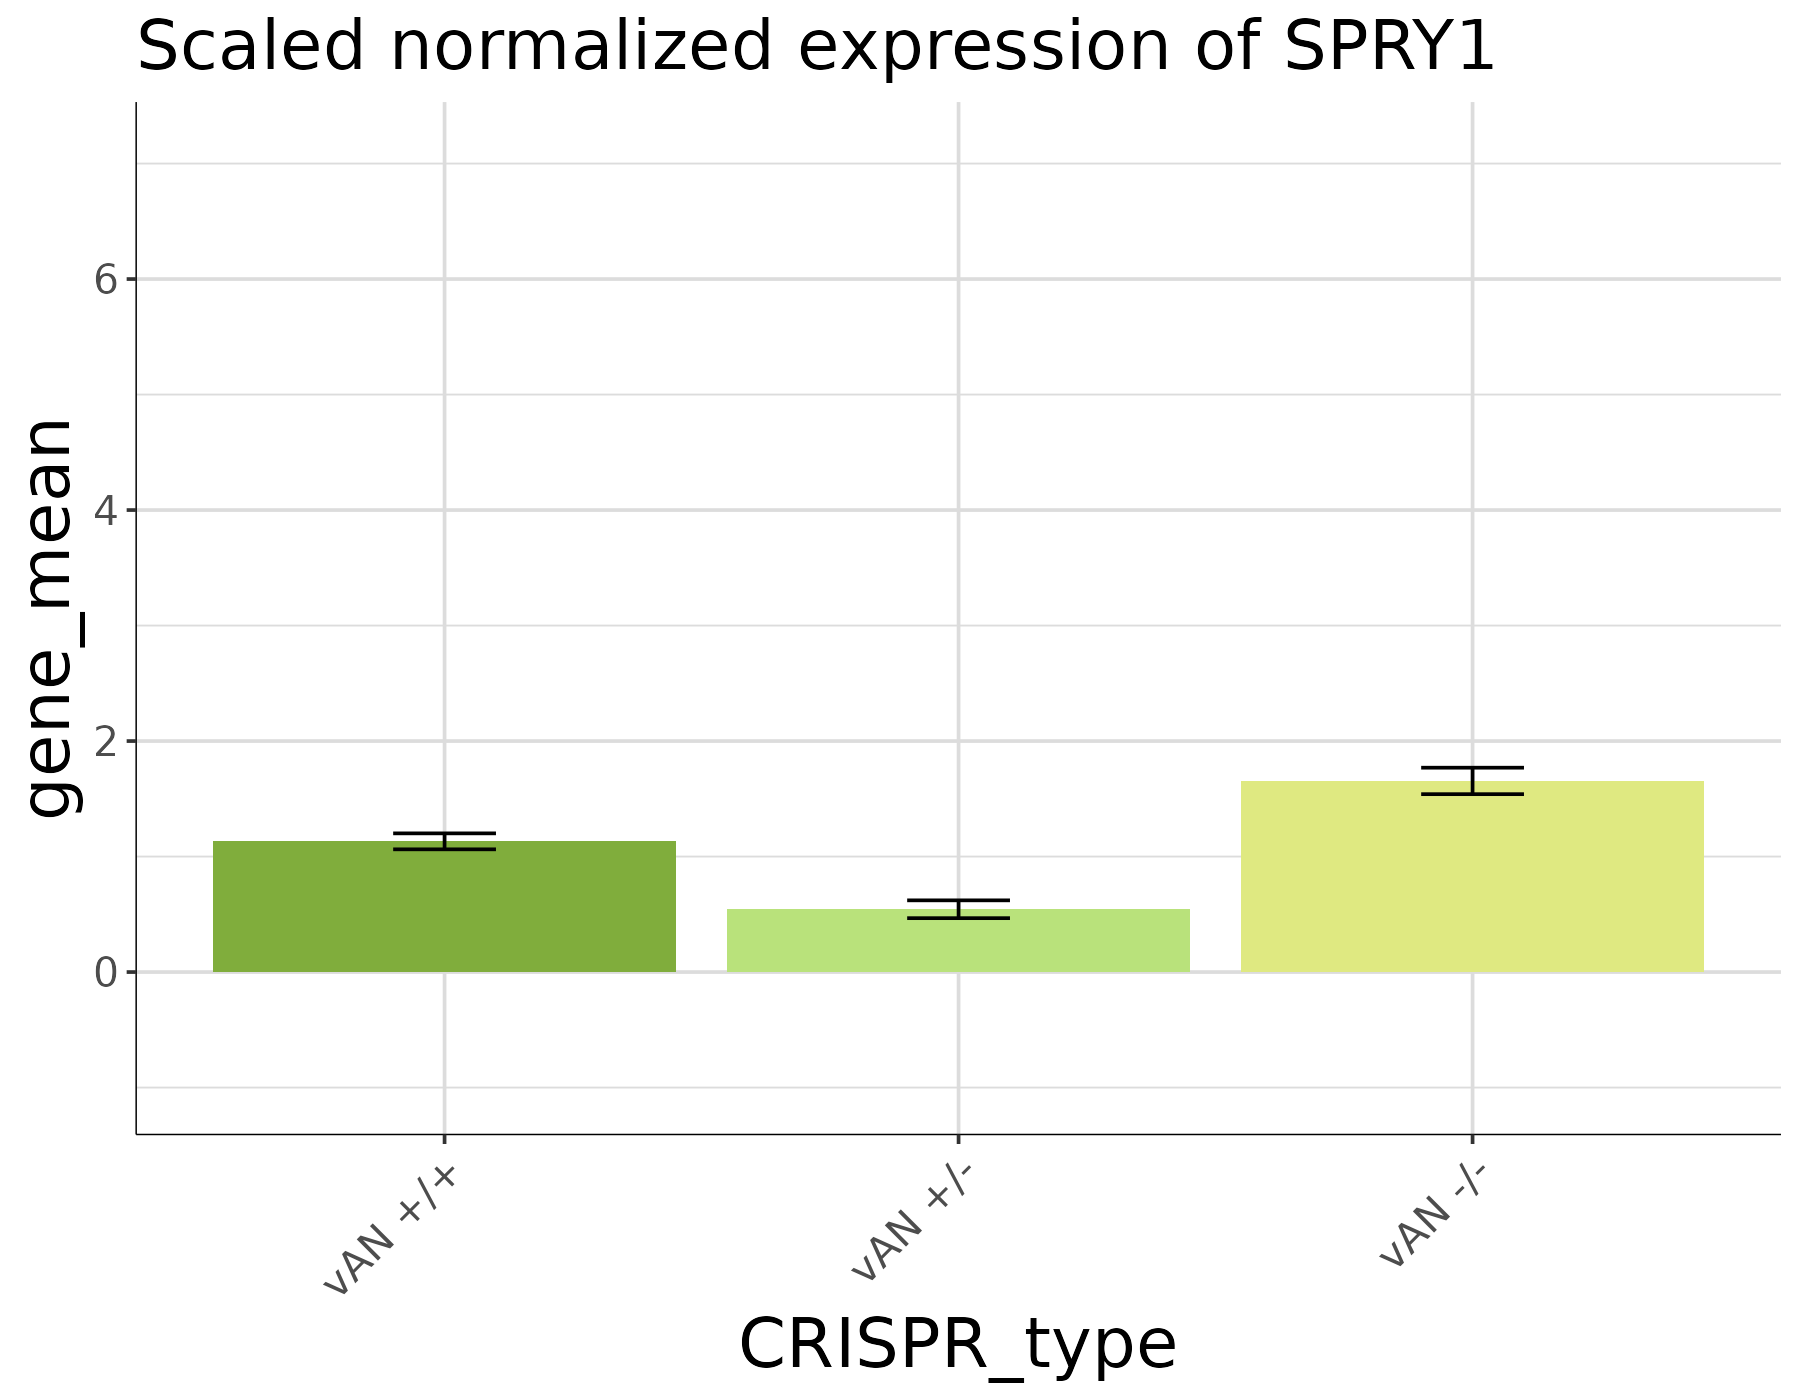 Scaled normalized expression of SPRY1
gene_mean
6
4
2
0
vAN +/+
vAN +/-
vAN -/-
CRISPR_type